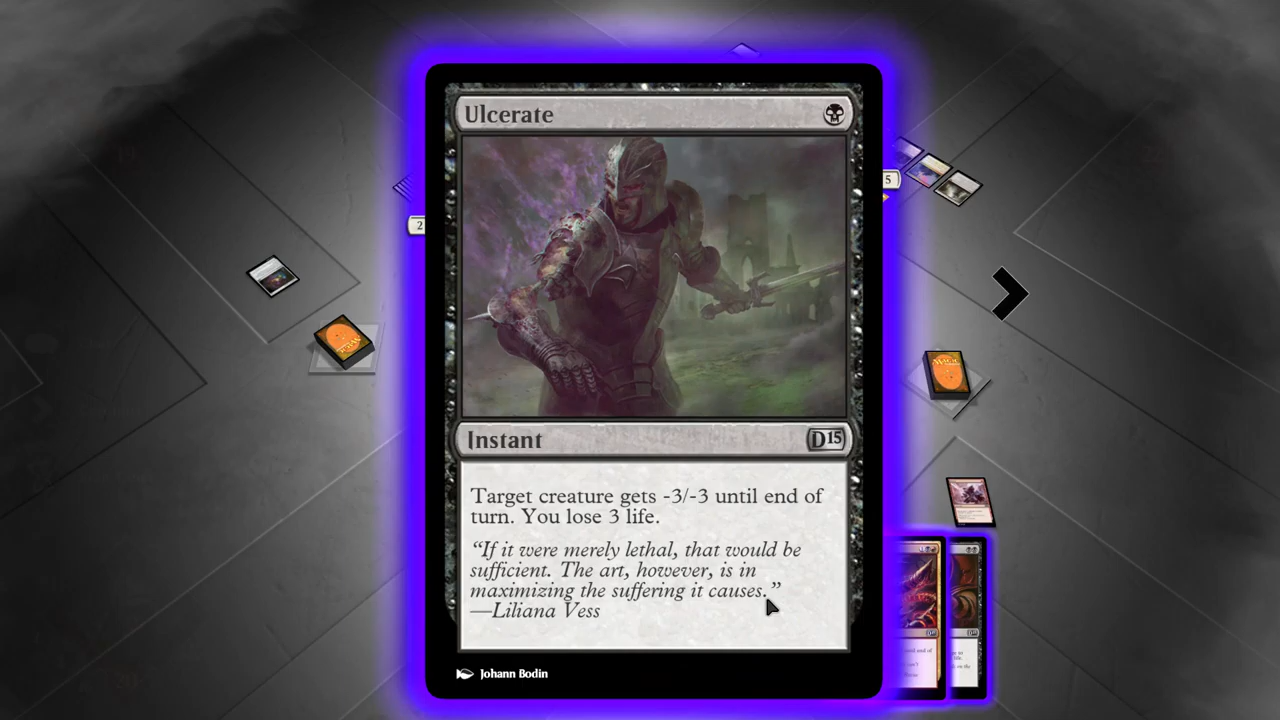 Ulcerate
Instant
D15
Target creature gets -3/-3 until end of
turn. You lose 3 life.
“If it were merely lethal, that would be
sufficient. The art, however, is in
maximizing the suffering it causes.”
—Liliana Vess
Johann Bodin
2
5